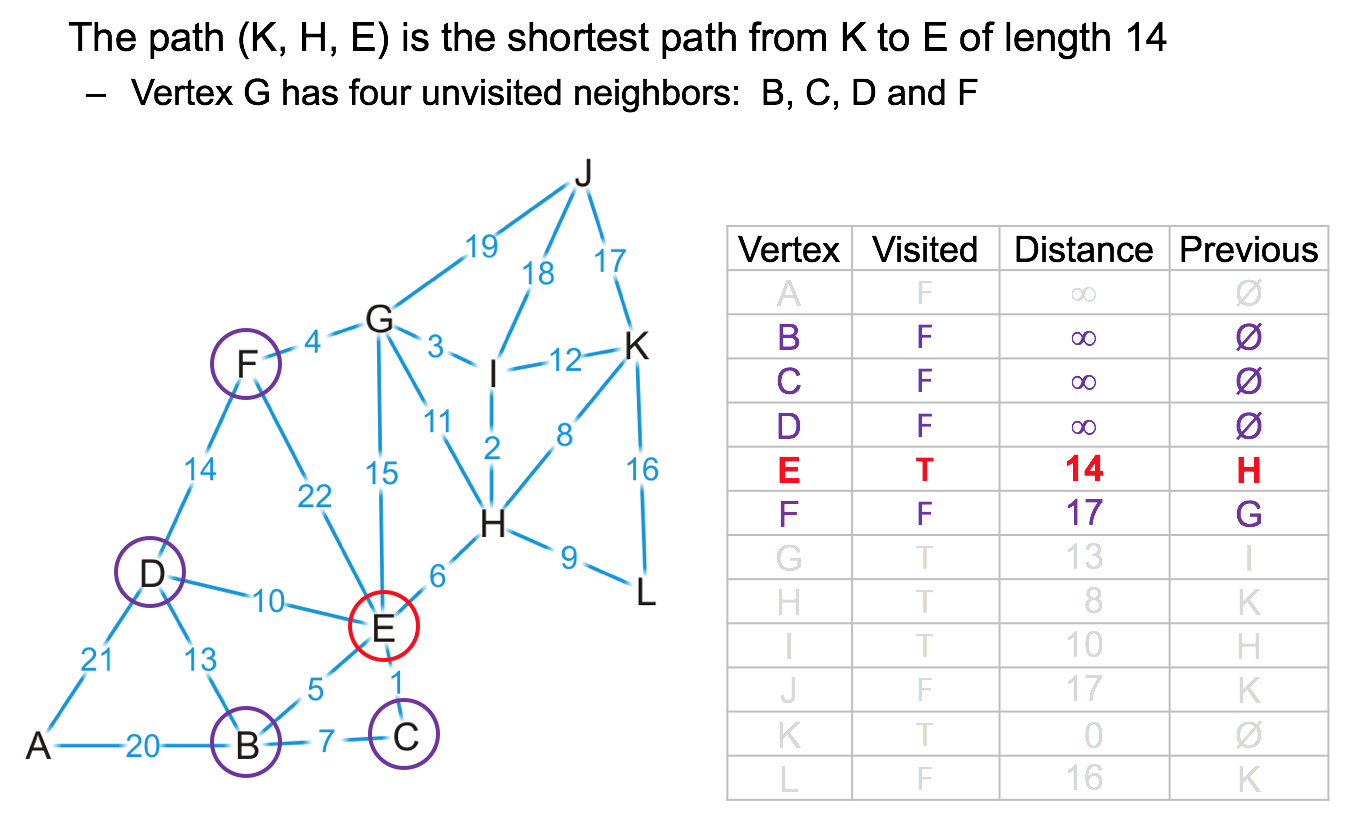 The path (K, H, E) is the shortest path from K to E of length 14
– Vertex G has four unvisited neighbors: B, C, D and F
J
19
18
17
G
K
4
3
F
12
I
11
2
8
14
15
16
22
H
9
D
6
L
10
E
21
13
5
1
A
20
B
7
C
Vertex Visited Distance Previous
A F ∞ Ø
B F ∞ Ø
C F ∞ Ø
D F ∞ Ø
E T 14 H
F F 17 G
G T 13 I
H T 8 K
I T 10 H
J F 17 K
K T 0 Ø
L F 16 K